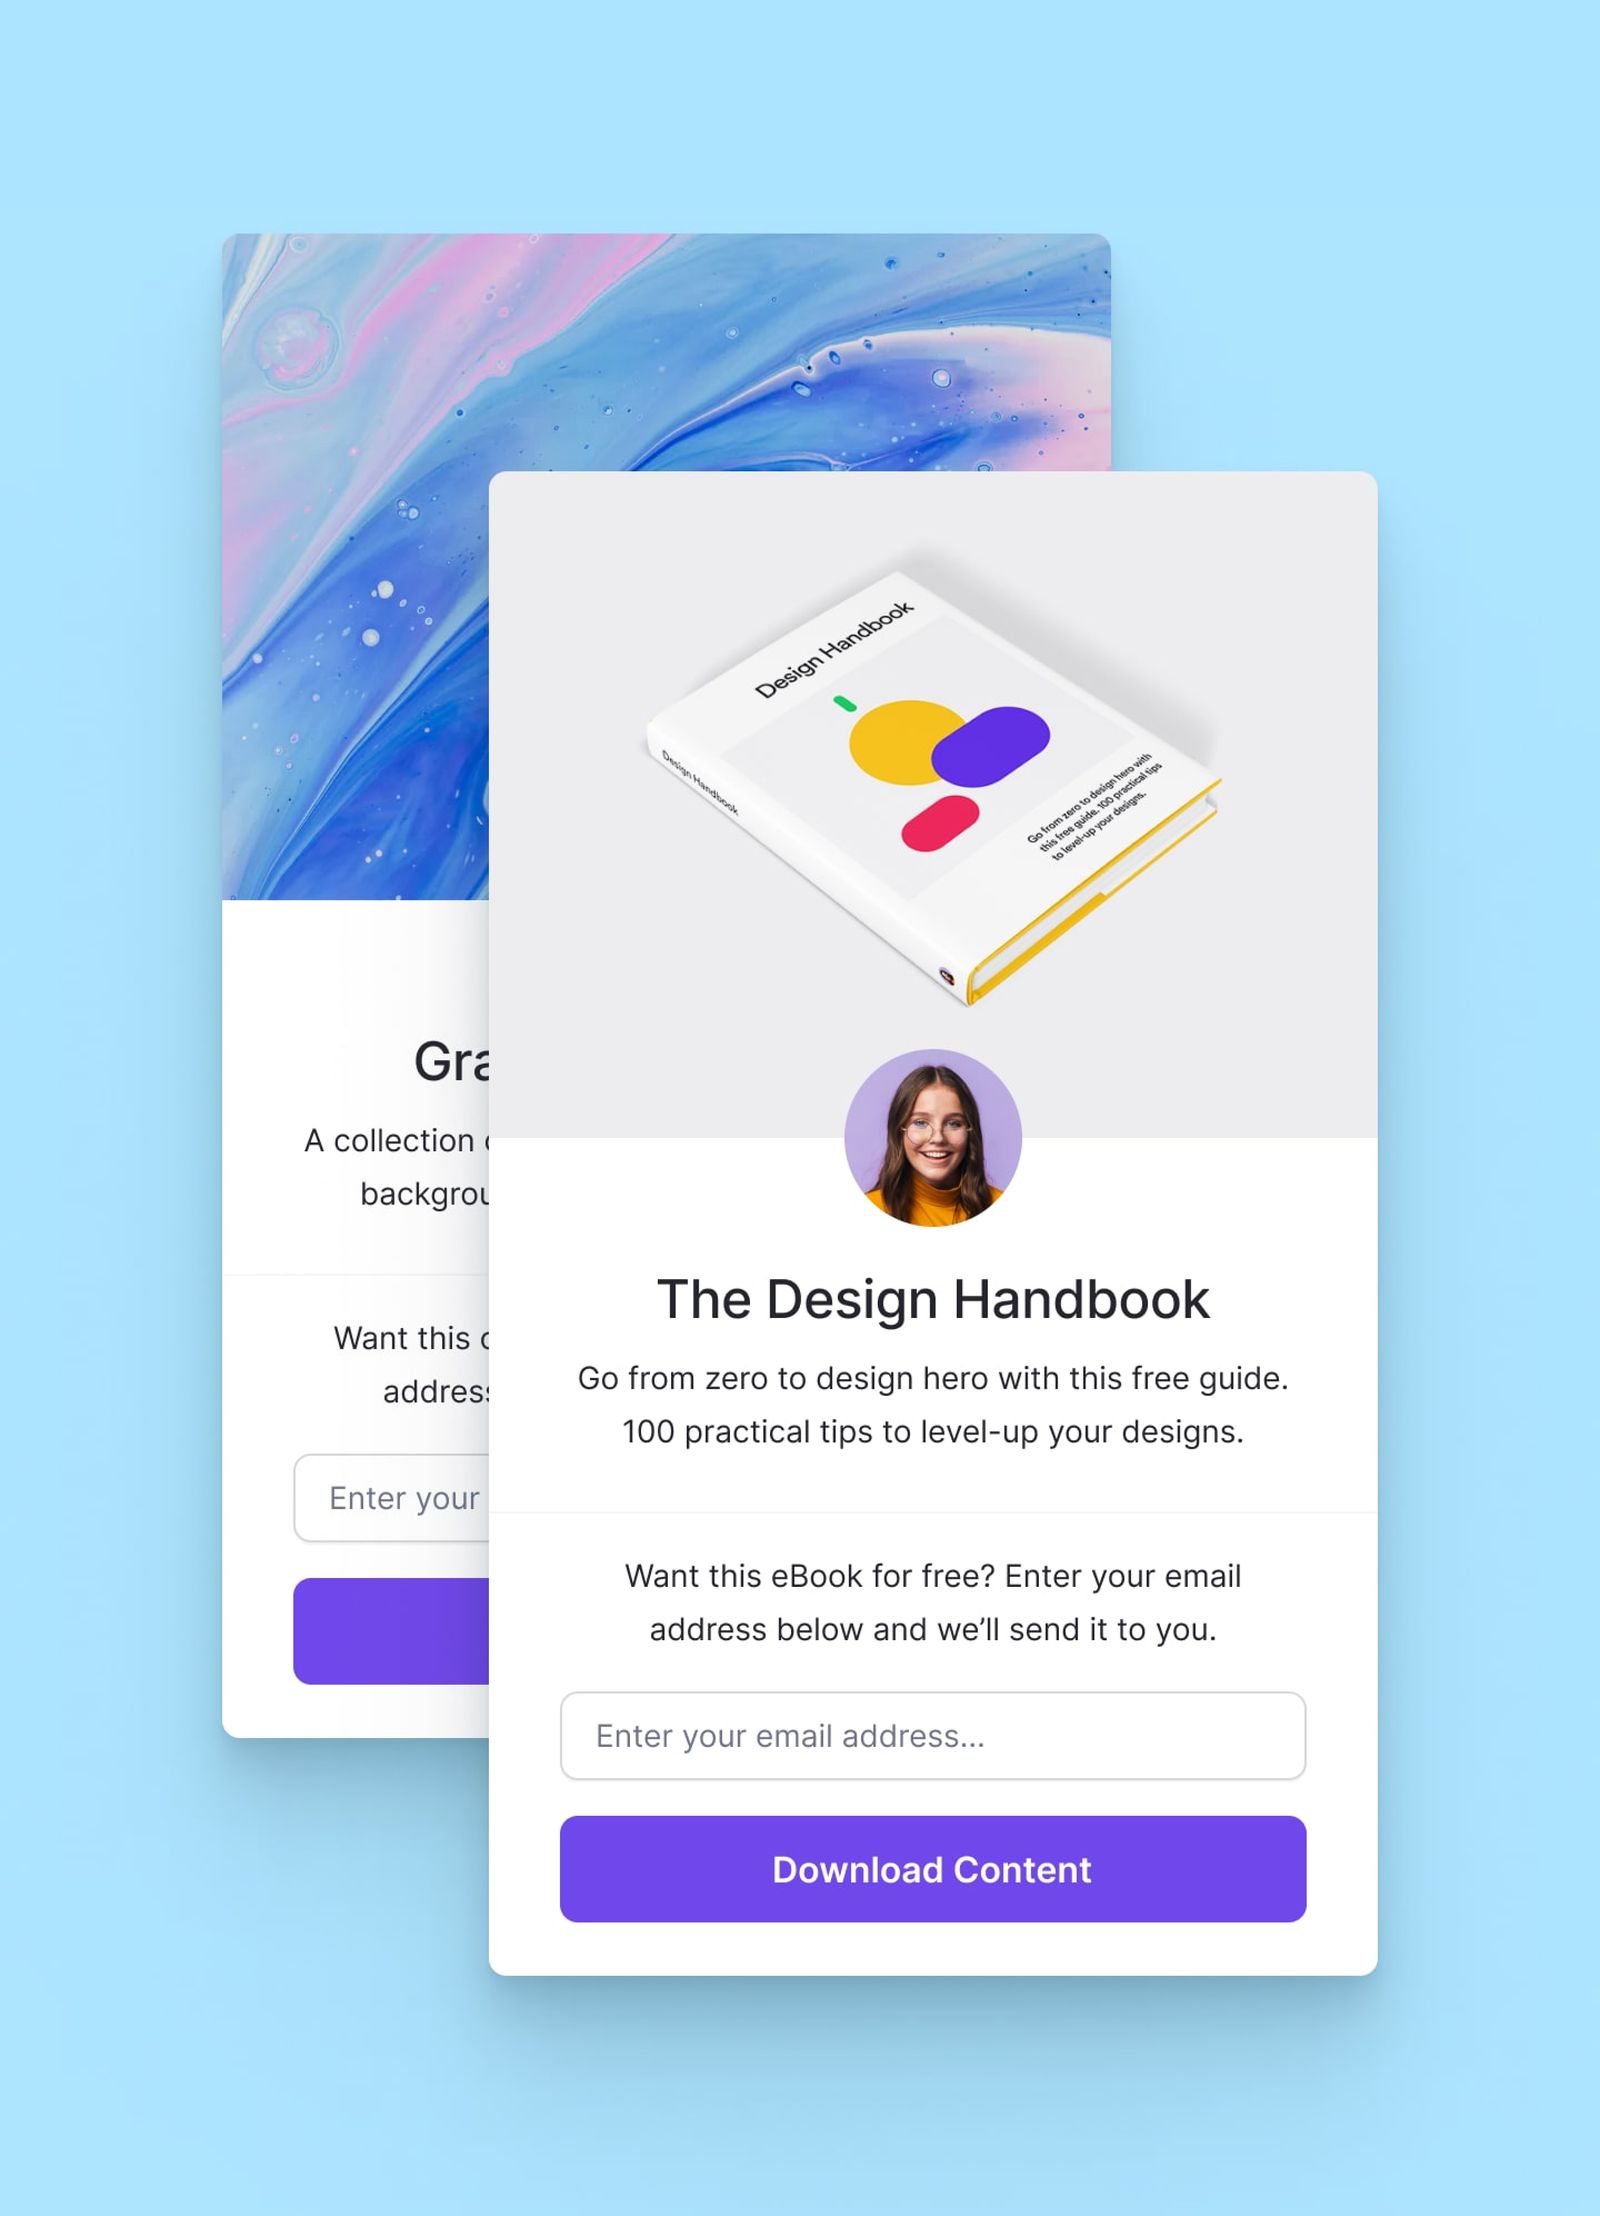 Design Handbook
Design Handbook
Go from zero to design hero with
this free guide. 100 practical tips
to level-up your designs.
Gra
A collection
backgrou
Want this
address
Enter your
The Design Handbook
Go from zero to design hero with this free guide.
100 practical tips to level-up your designs.
Want this eBook for free? Enter your email
address below and we’ll send it to you.
Enter your email address...
Download Content